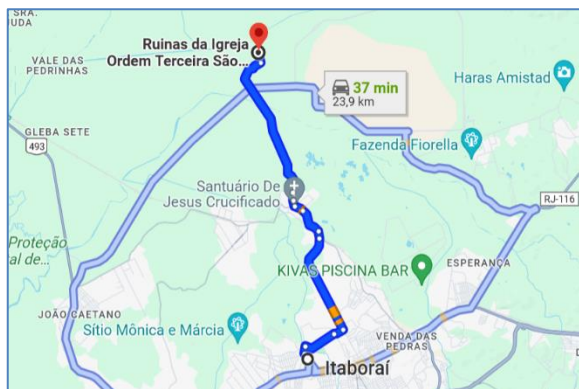 SRA.
UDA
VALE DAS
PEDRINHAS
Ruinas da Igreja
Ordem Terceira São...
37 min
23,9 km
Haras Amistad
GLEBA SETE
493
Fazenda Fiorella
Santuário De
Jesus Crucificado
RJ-116
Proteção
al de...
KIVAS PISCINA BAR
ESPERANÇA
JOÃO CAETANO
Sítio Mônica e Márcia
VENDA DAS
PEDRAS
Itaboraí